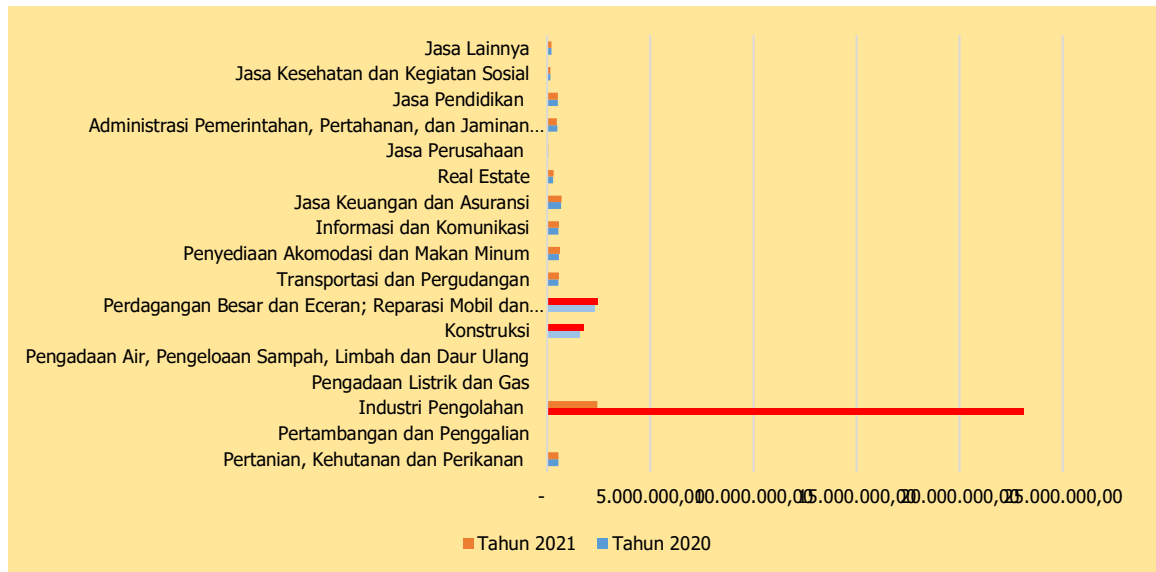 Jasa Lainnya
Jasa Kesehatan dan Kegiatan Sosial
Jasa Pendidikan
Administrasi Pemerintahan, Pertahanan, dan Jaminan...
Jasa Perusahaan
Real Estate
Jasa Keuangan dan Asuransi
Informasi dan Komunikasi
Penyediaan Akomodasi dan Makan Minum
Transportasi dan Pergudangan
Perdagangan Besar dan Eceran; Reparasi Mobil dan...
Konstruksi
Pengadaan Air, Pengeloaan Sampah, Limbah dan Daur Ulang
Pengadaan Listrik dan Gas
Industri Pengolahan
Pertambangan dan Penggalian
Pertanian, Kehutanan dan Perikanan
- 5.000.000,00 10.000.000,00 15.000.000,00 20.000.000,00 25.000.000,00
Tahun 2021 Tahun 2020